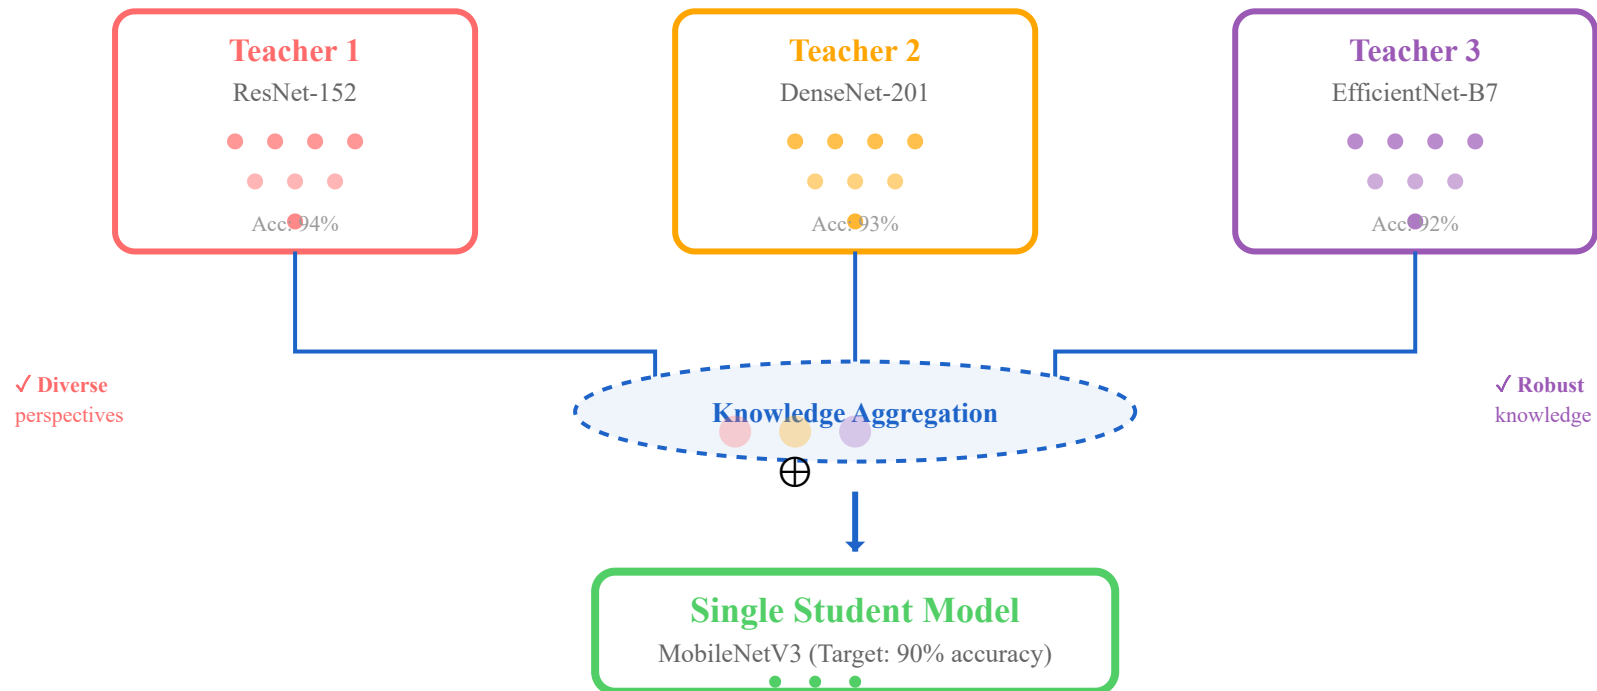 Teacher 1
ResNet-152
Acc: 94%
Teacher 2
DenseNet-201
Acc: 93%
Teacher 3
EfficientNet-B7
Acc: 92%
✓ Diverse
perspectives
Knowledge Aggregation
⊕
✓ Robust
knowledge
Single Student Model
MobileNetV3 (Target: 90% accuracy)